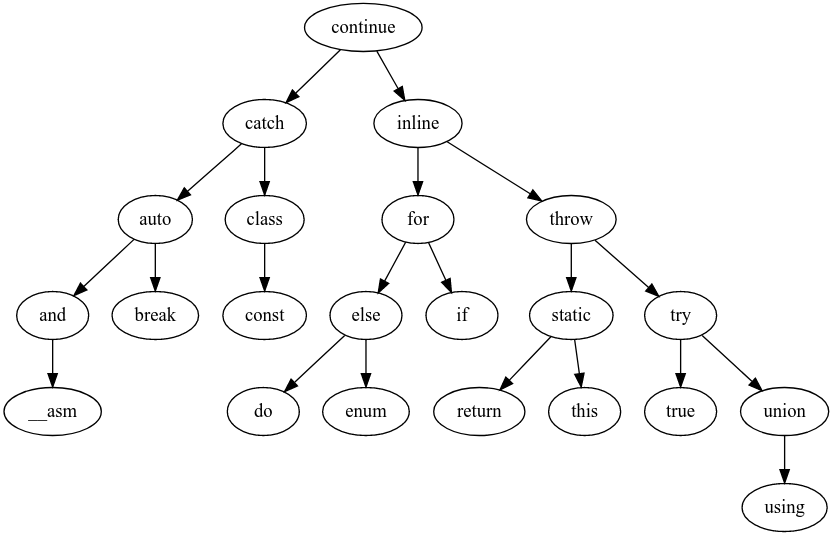 continue
catch inline
auto class for throw
and break const else if static try
__asm do enum return this true union
using